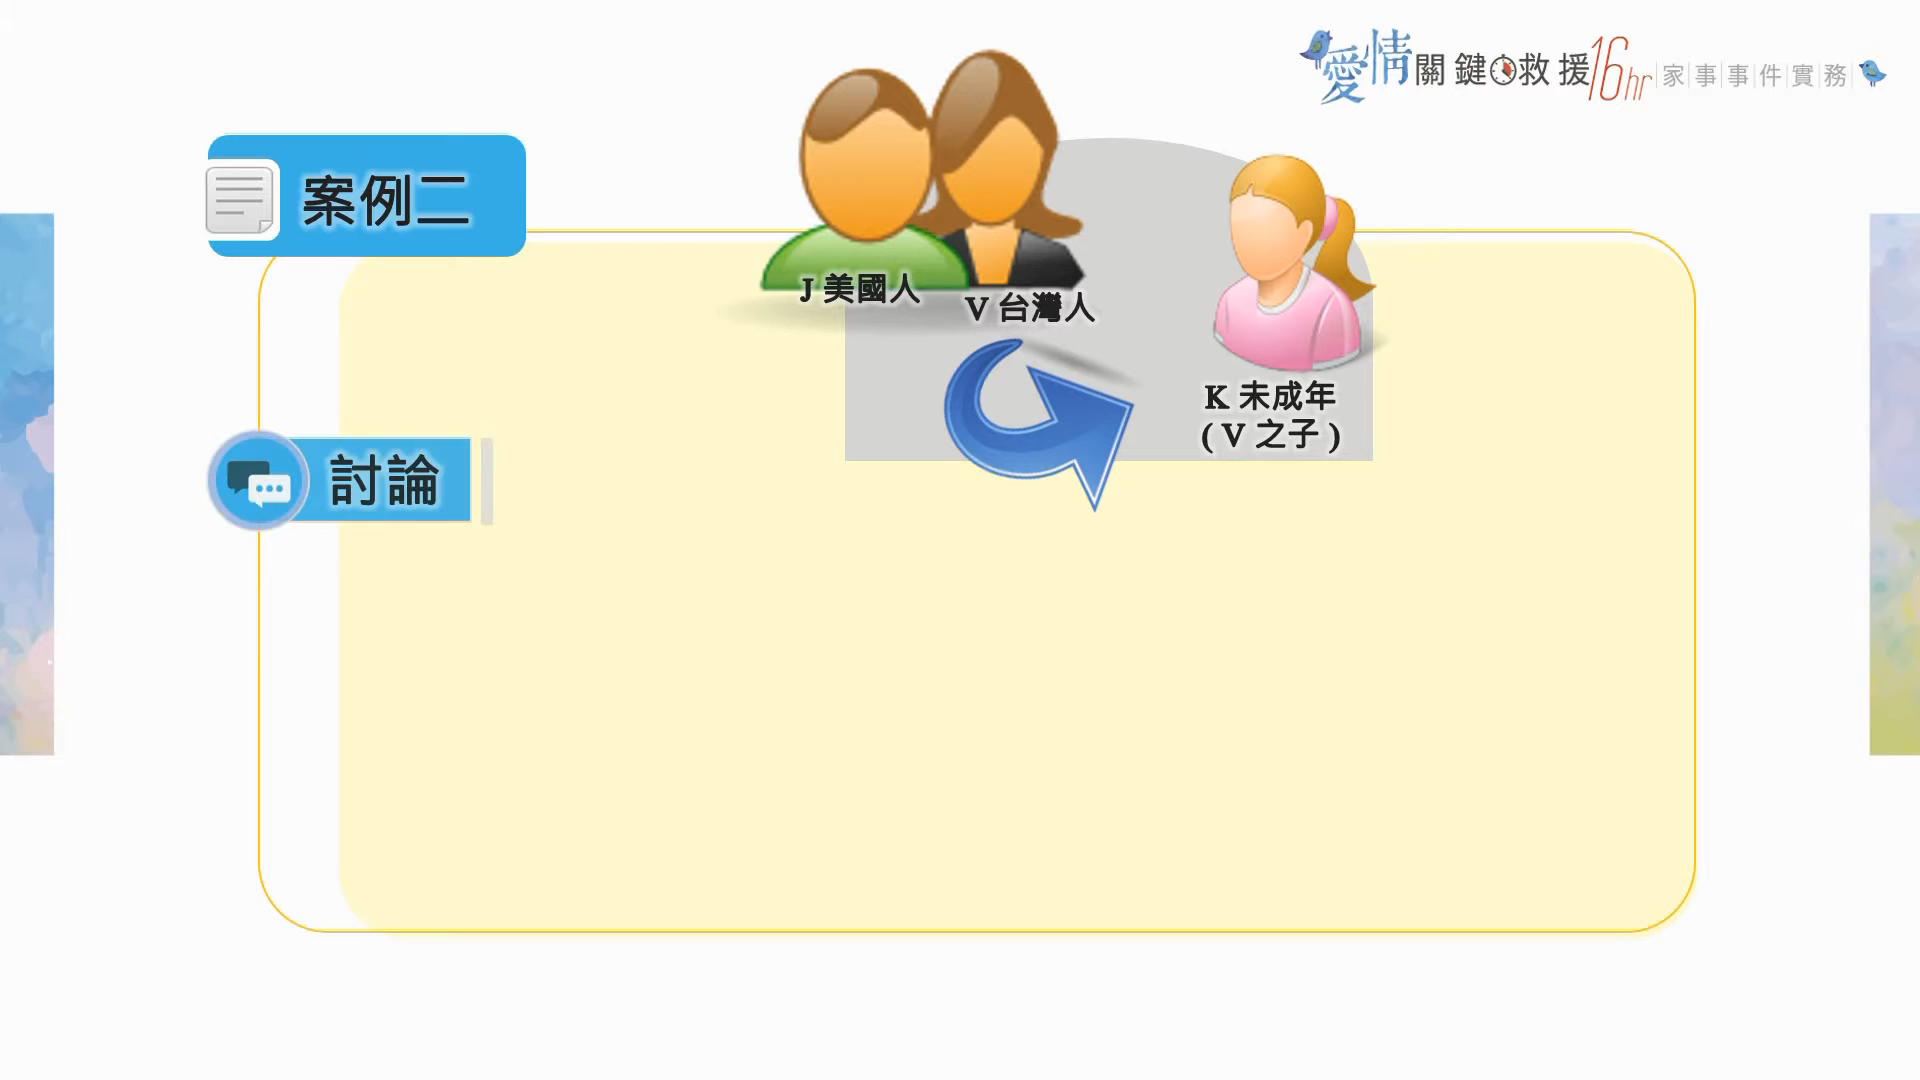 愛情關鍵救援16hr 家事事件實務
案例二
J 美國人
V 台灣人
K 未成年
( V 之子 )
討論